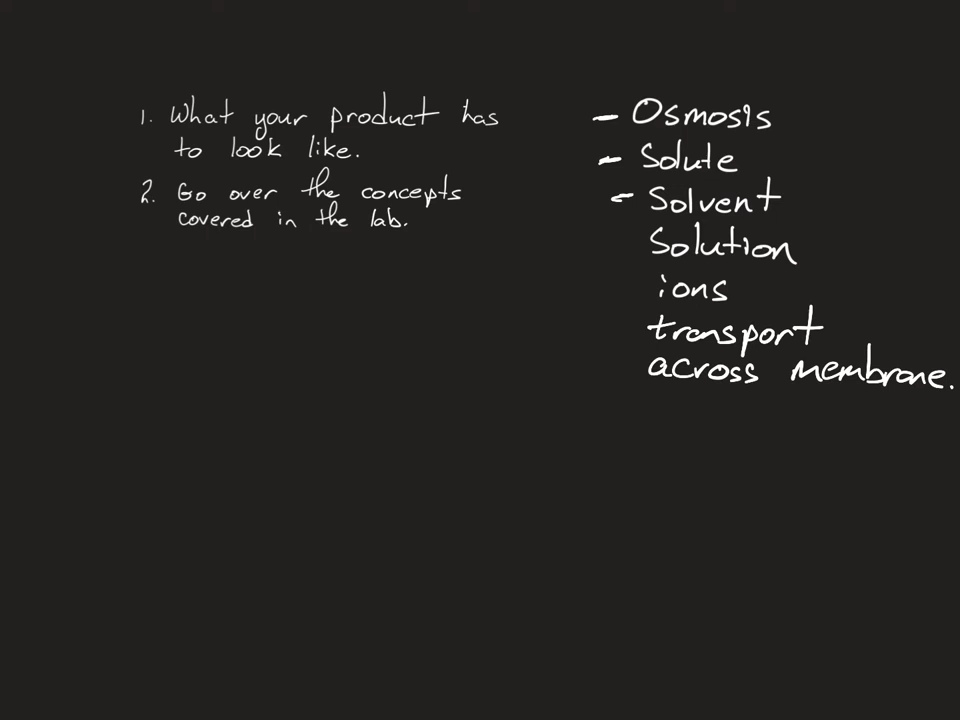 1. What your product has
to look like.
2. Go over the concepts
covered in the lab.
- Osmosis
- Solute
- Solvent
Solution
ions
transport
across membrane.